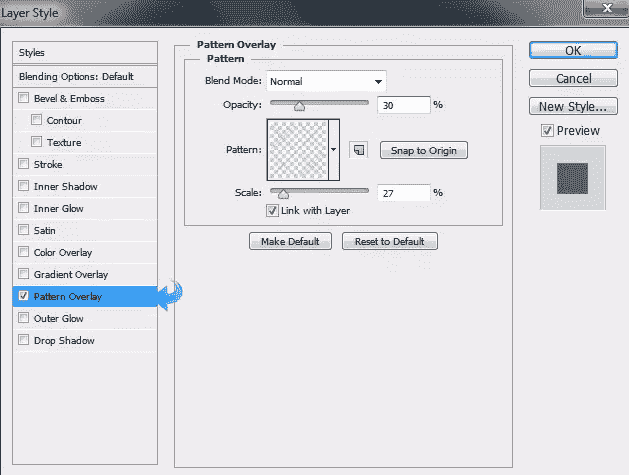 Layer Style
Styles
Blending Options: Default
Bevel & Emboss
Contour
Texture
Stroke
Inner Shadow
Inner Glow
Satin
Color Overlay
Gradient Overlay
Pattern Overlay
Outer Glow
Drop Shadow
Pattern Overlay
Pattern
Blend Mode: Normal
Opacity: 30 %
Pattern: Snap to Origin
Scale: 27 %
Link with Layer
Make Default Reset to Default
OK
Cancel
New Style...
Preview